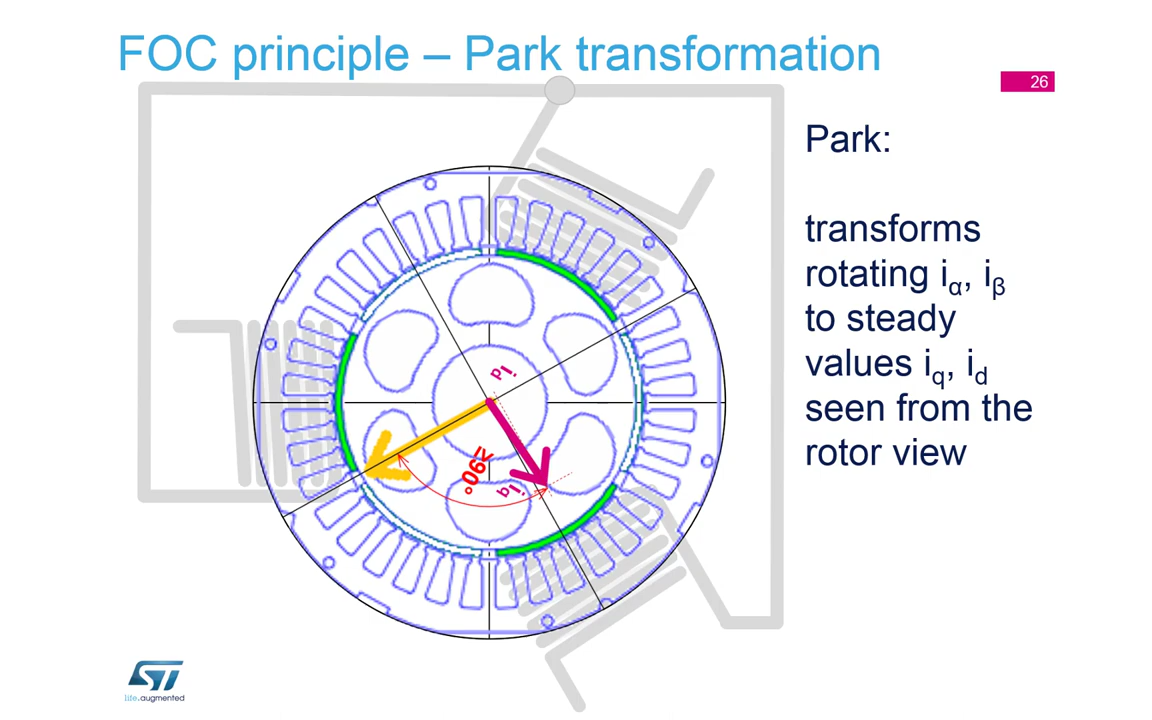 FOC principle – Park transformation
26
Park:
transforms
rotating iα, iβ
to steady
values iq, id
seen from the
rotor view
id
≥90°
iq
ST
life.augmented